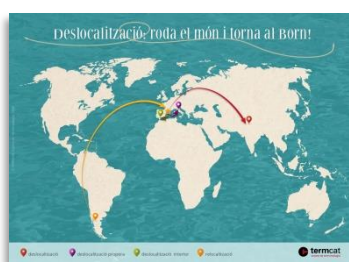 Deslocalització: roda el món i torna al Born!
deslocalització
deslocalització propera
deslocalització interior
relocalització
termcat